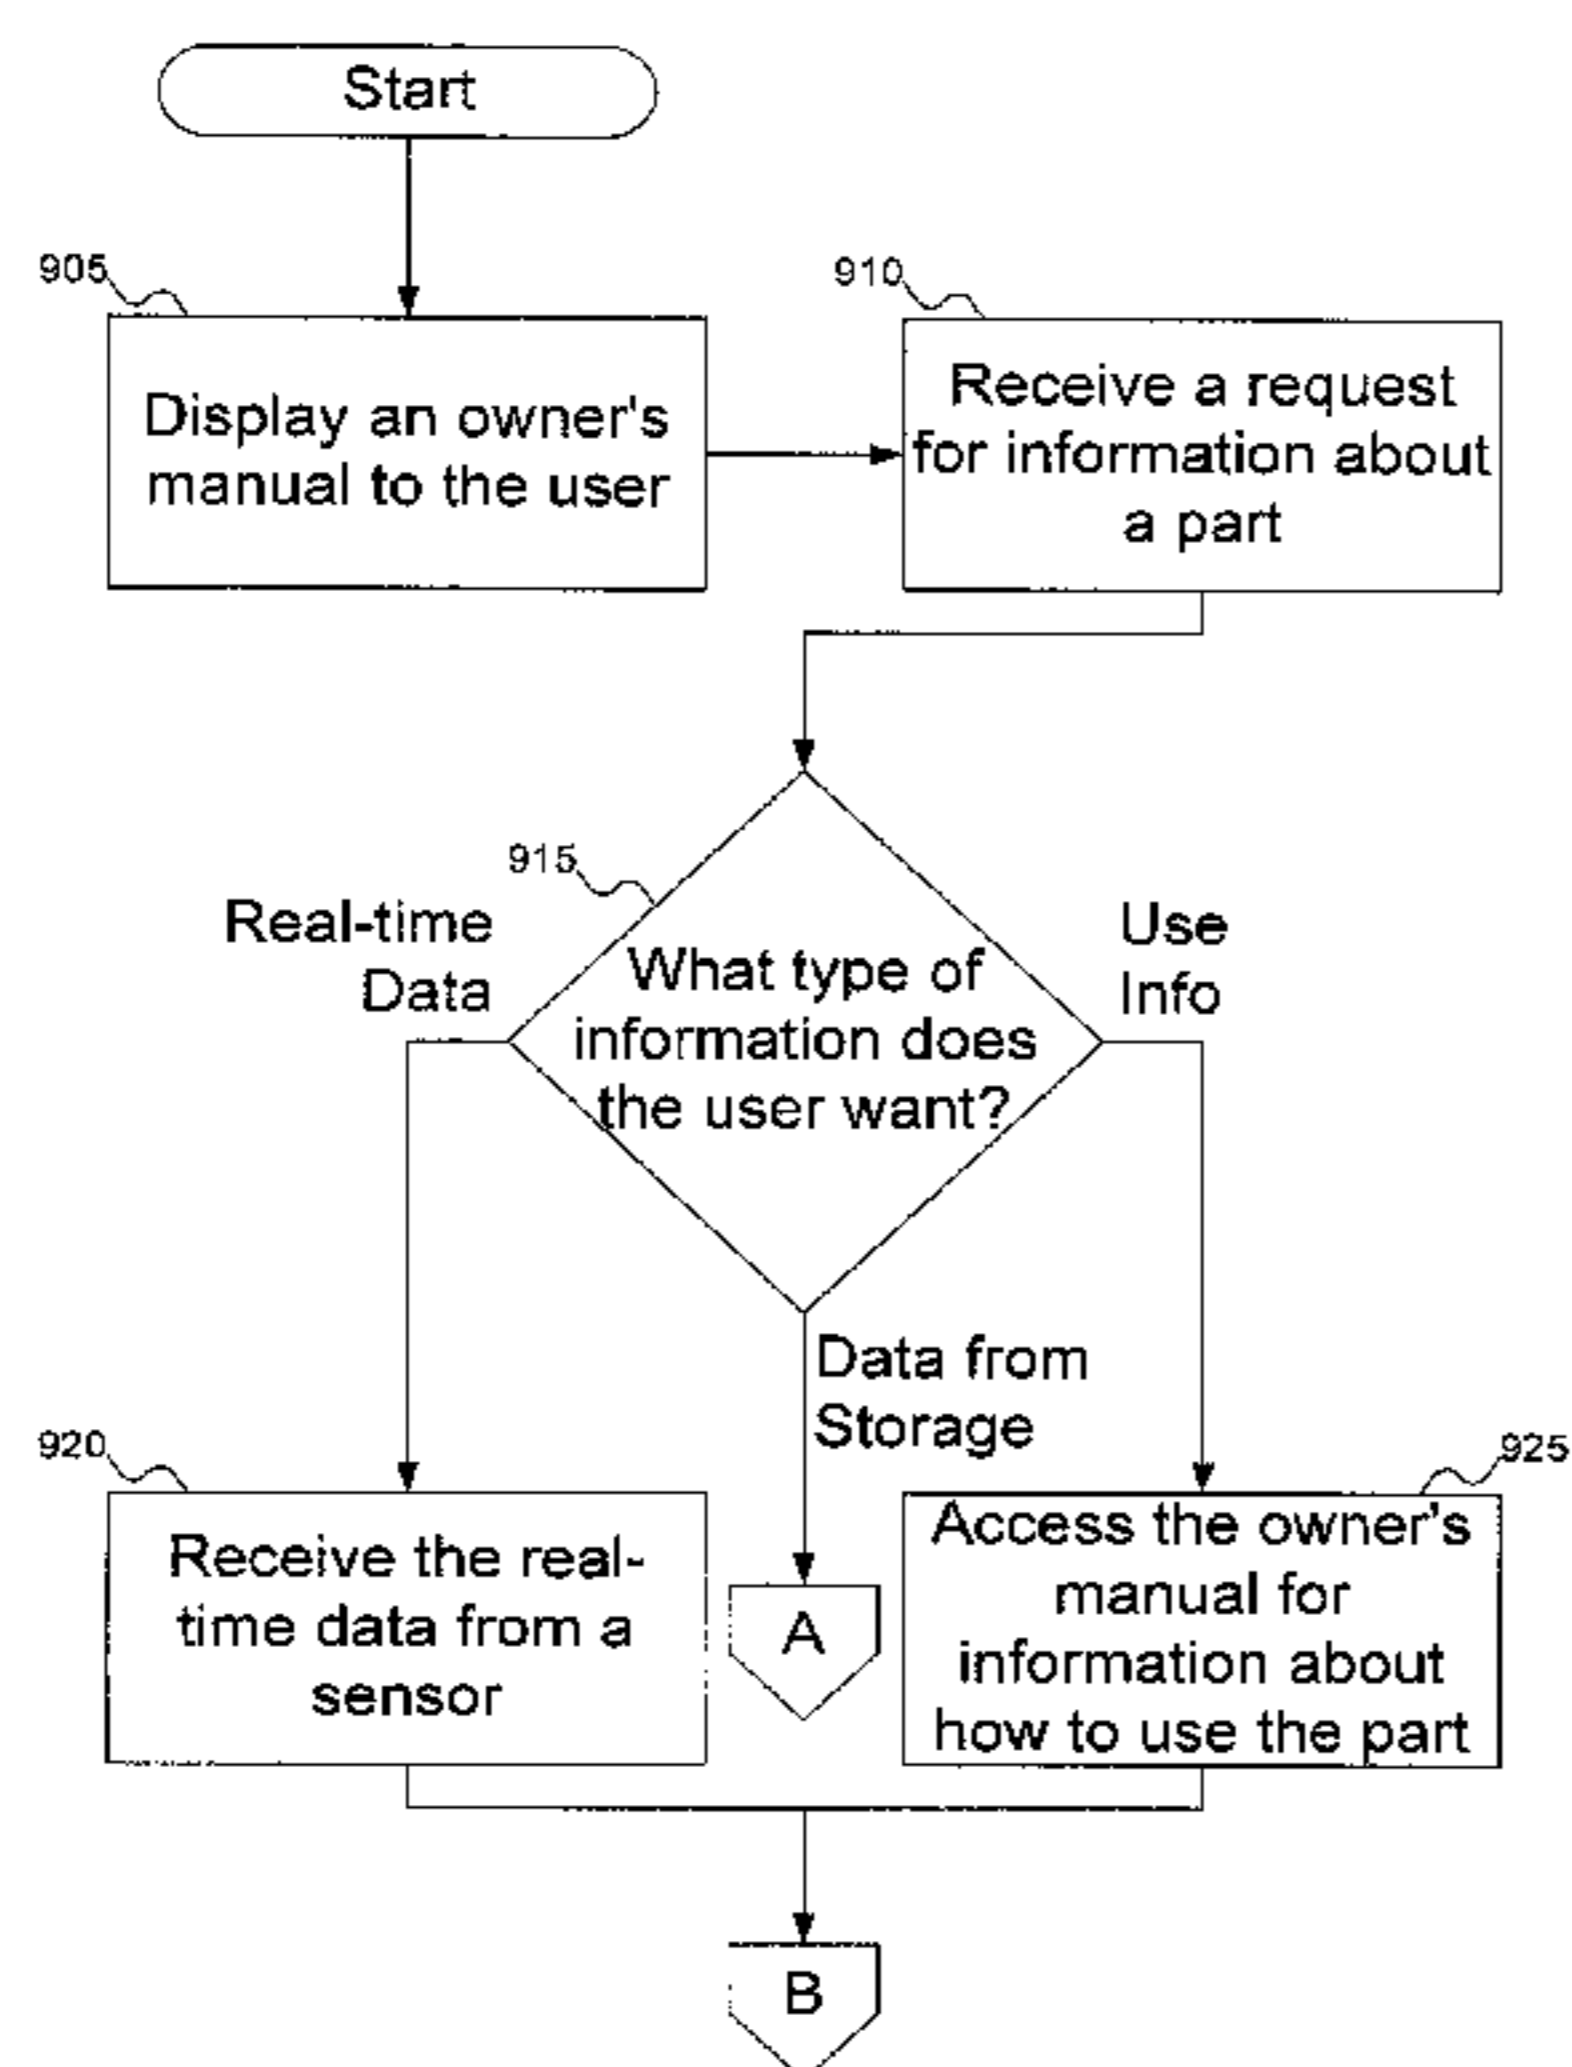 Start
905
Display an owner's
manual to the user
910
Receive a request
for information about
a part
915
What type of
information does
the user want?
Real-time
Data
Use
Info
Data from
Storage
920
Receive the real-
time data from a
sensor
A
925
Access the owner's
manual for
information about
how to use the part
B